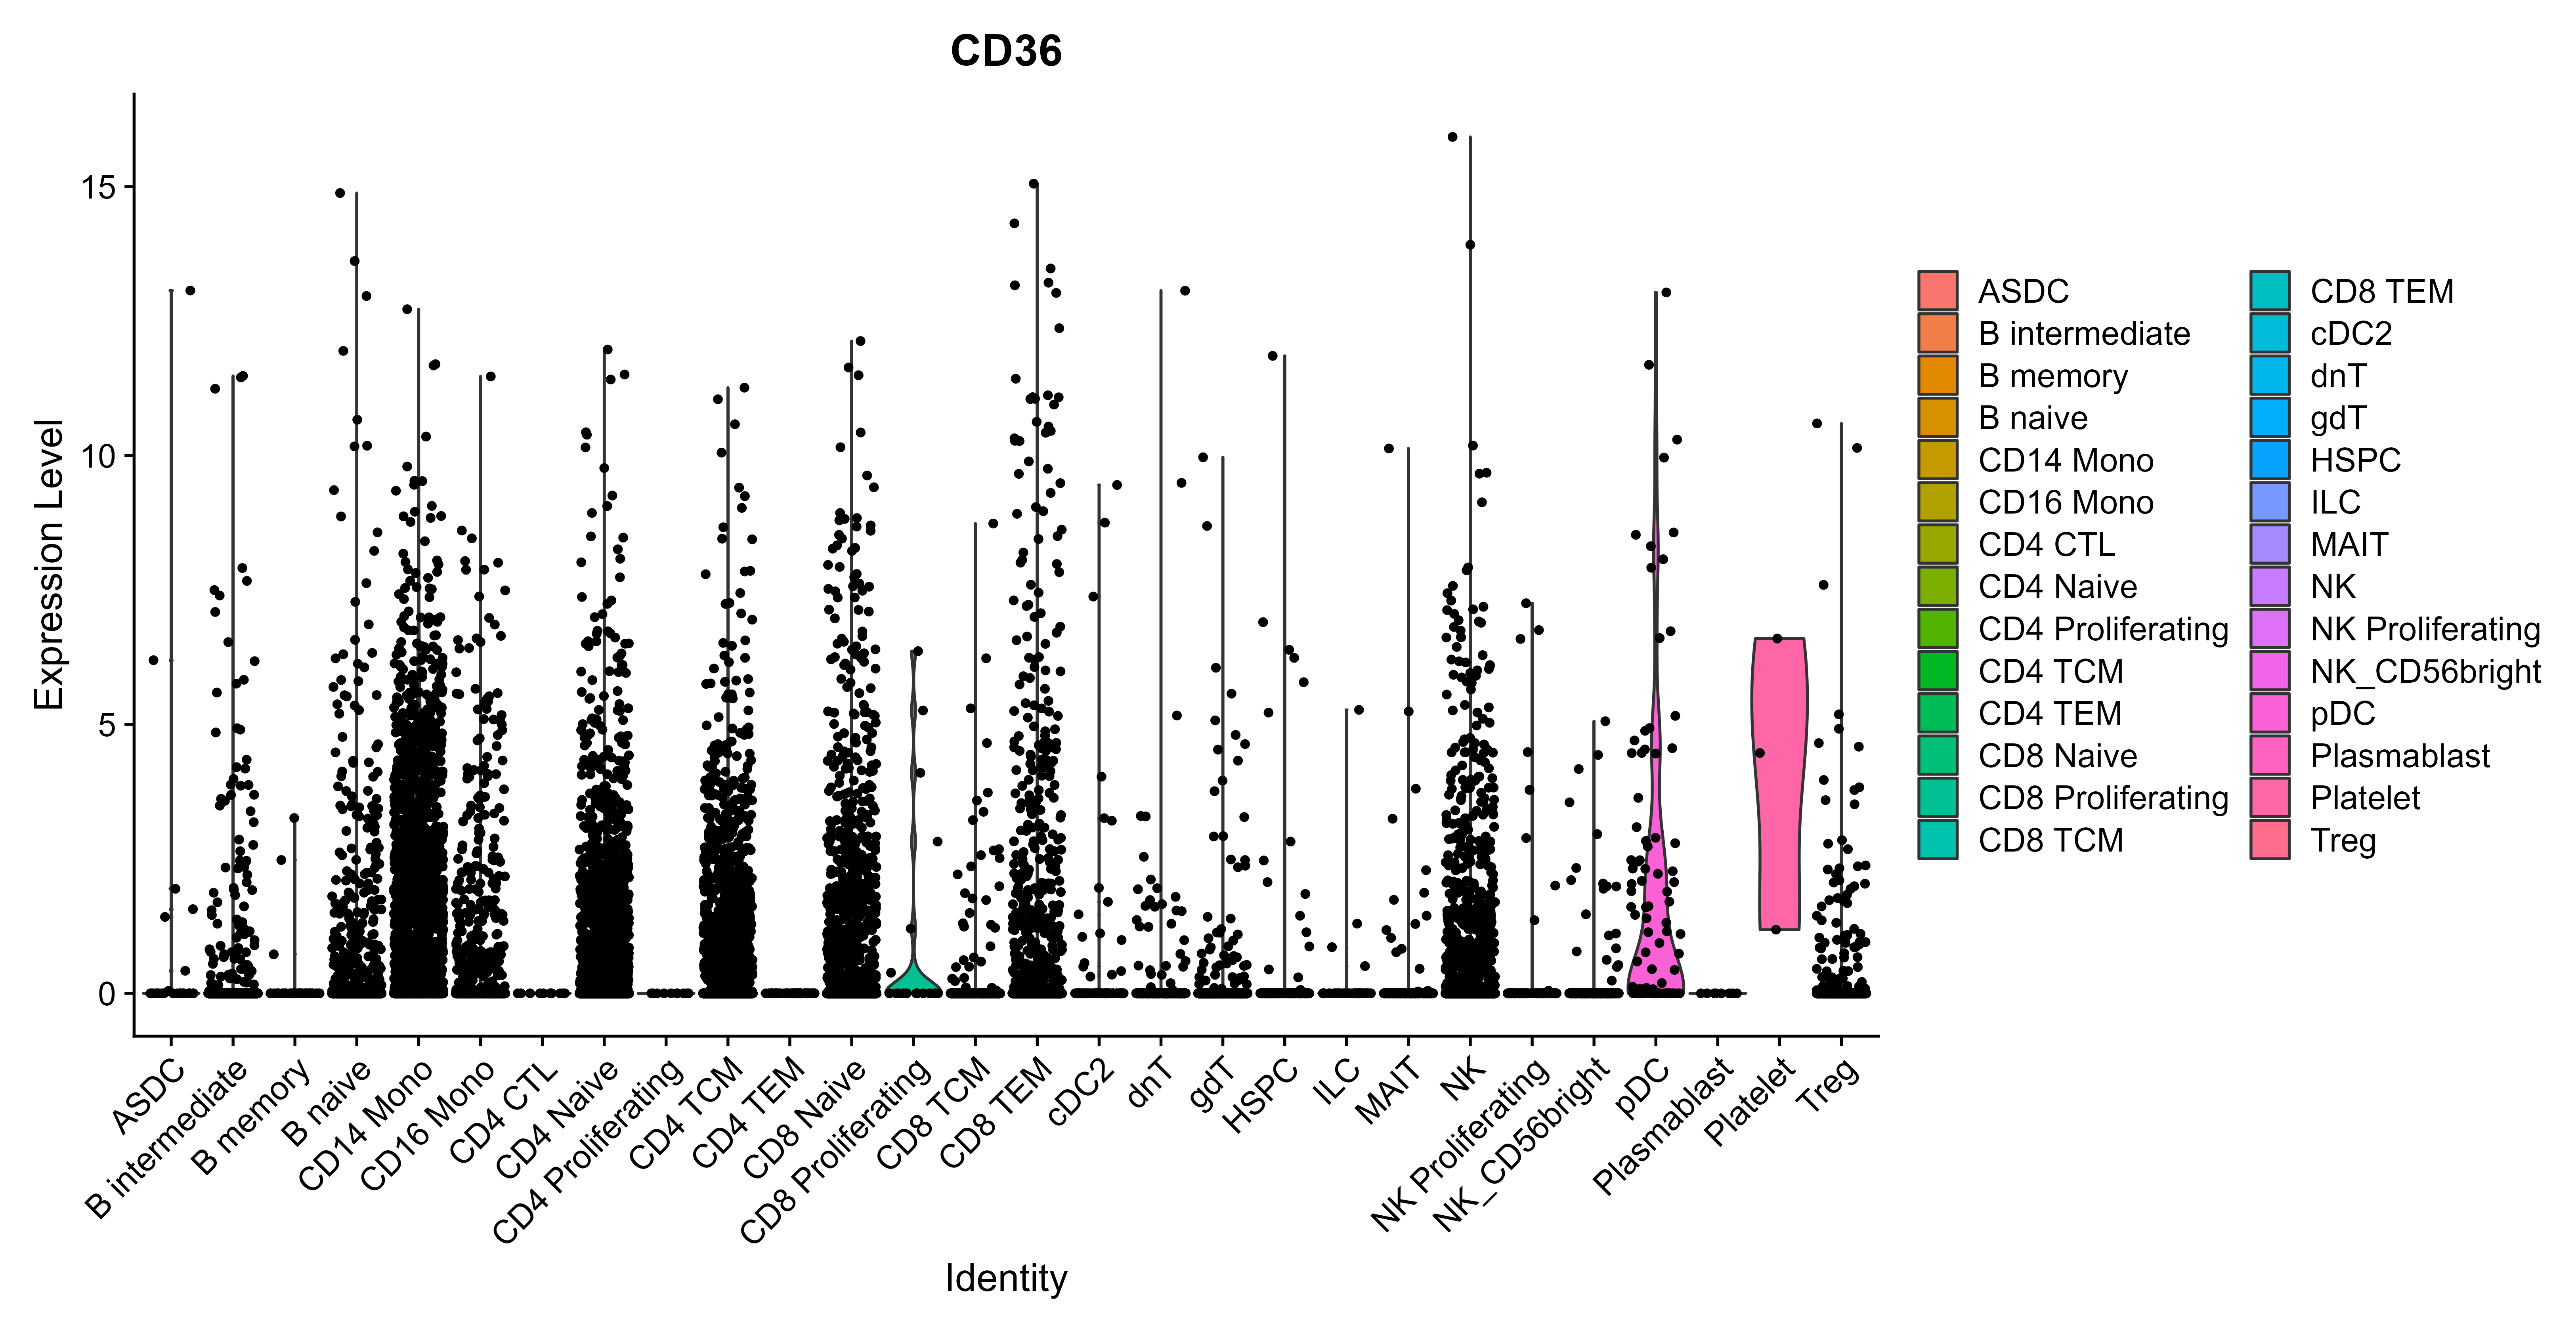 CD36
Expression Level
15
10
5
0
ASDC
B intermediate
B memory
B naive
CD14 Mono
CD16 Mono
CD4 CTL
CD4 Naive
CD4 Proliferating
CD4 TCM
CD4 TEM
CD8 Naive
CD8 Proliferating
CD8 TCM
CD8 TEM
cDC2
dnT
gdT
HSPC
ILC
MAIT
NK
NK Proliferating
NK_CD56bright
pDC
Plasmablast
Platelet
Treg
Identity
ASDC
B intermediate
B memory
B naive
CD14 Mono
CD16 Mono
CD4 CTL
CD4 Naive
CD4 Proliferating
CD4 TCM
CD4 TEM
CD8 Naive
CD8 Proliferating
CD8 TCM
CD8 TEM
cDC2
dnT
gdT
HSPC
ILC
MAIT
NK
NK Proliferating
NK_CD56bright
pDC
Plasmablast
Platelet
Treg